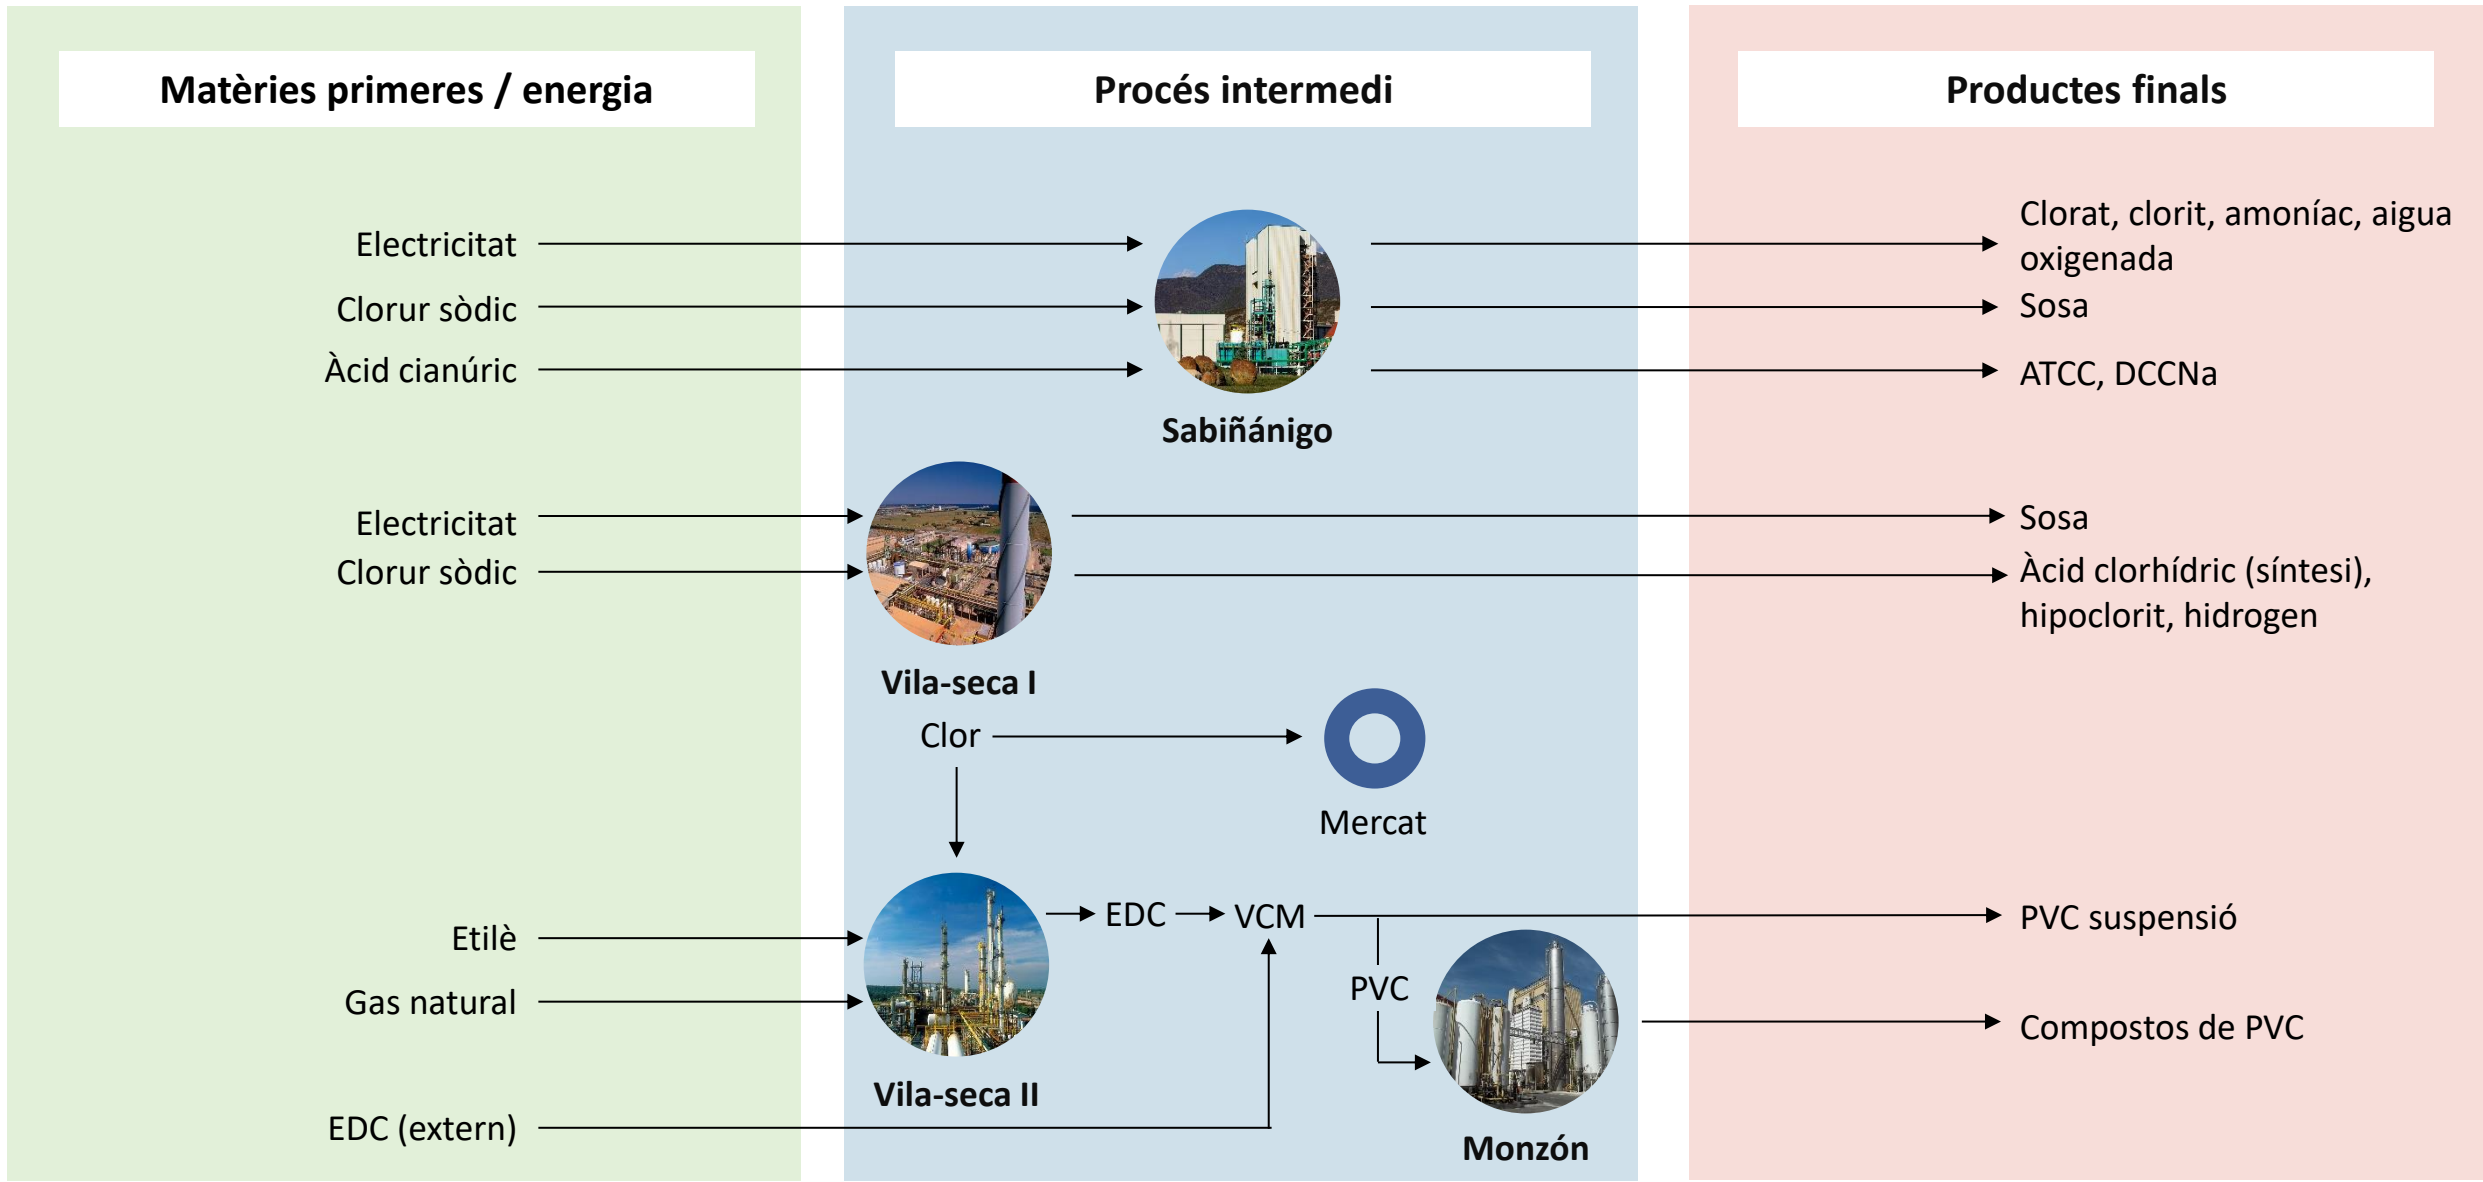 Matèries primeres / energia
Procés intermedi
Productes finals
Electricitat
Clorur sòdic
Àcid cianúric
Sabiñánigo
Clorat, clorit, amoníac, aigua
oxigenada
Sosa
ATCC, DCCNa
Electricitat
Clorur sòdic
Vila-seca I
Sosa
Àcid clorhídric (síntesi),
hipoclorit, hidrogen
Clor
Mercat
Etilè
Gas natural
EDC (extern)
Vila-seca II
EDC
VCM
PVC
Monzón
PVC suspensió
Compostos de PVC